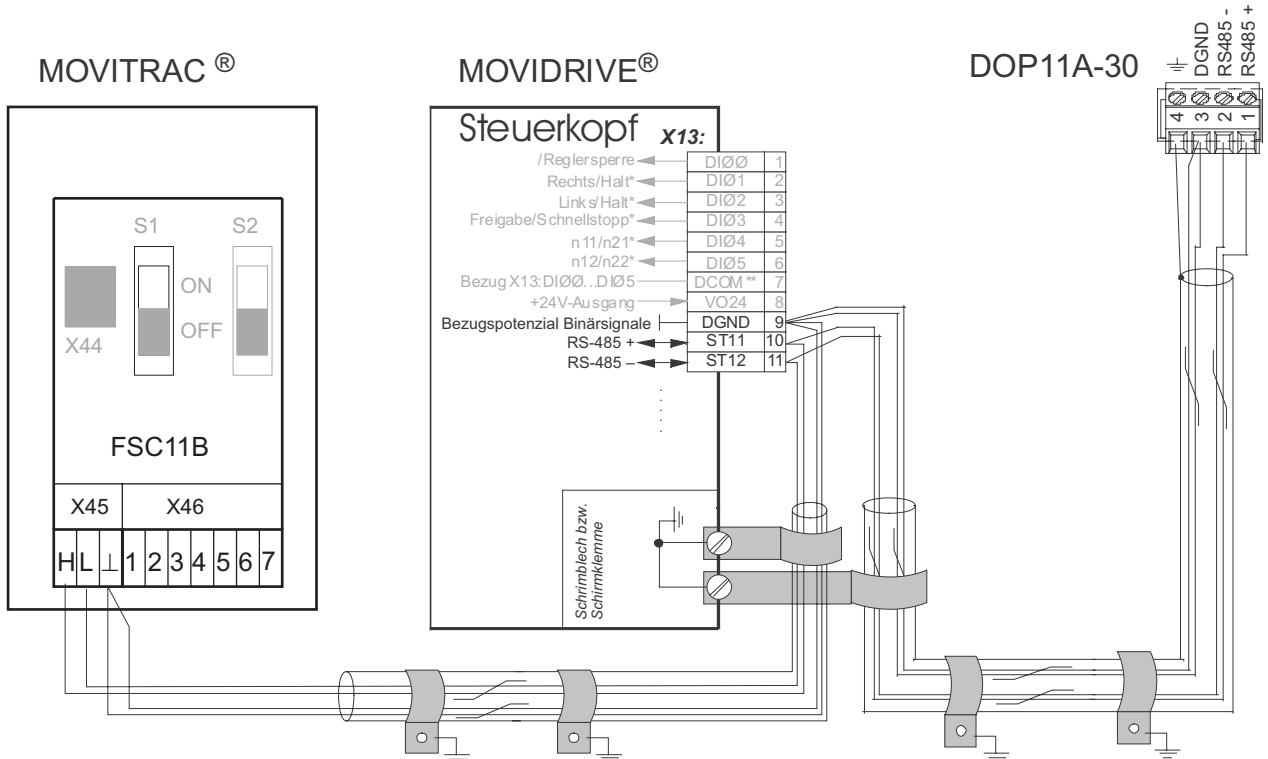 MOVITRAC ®
S1
S2
ON
OFF
X44
FSC11B
X45
X46
H L ⊥ 1 2 3 4 5 6 7
MOVIDRIVE®
Steuerkopf
X13:
/Reglersperre DIØØ 1
Rechts/Halt* DIØ1 2
Links/Halt* DIØ2 3
Freigabe/Schnellstopp* DIØ3 4
n11/n21* DIØ4 5
n12/n22* DIØ5 6
Bezug X13:DIØØ...DIØ5 DCOM** 7
+24V-Ausgang VO24 8
Bezugspotenzial Binärsignale DGND 9
RS-485 + ST11 10
RS-485 – ST12 11
Schrimblech bzw.
Schirmklemme
DOP11A-30
DGND
RS485 -
RS485 +
4 3 2 1